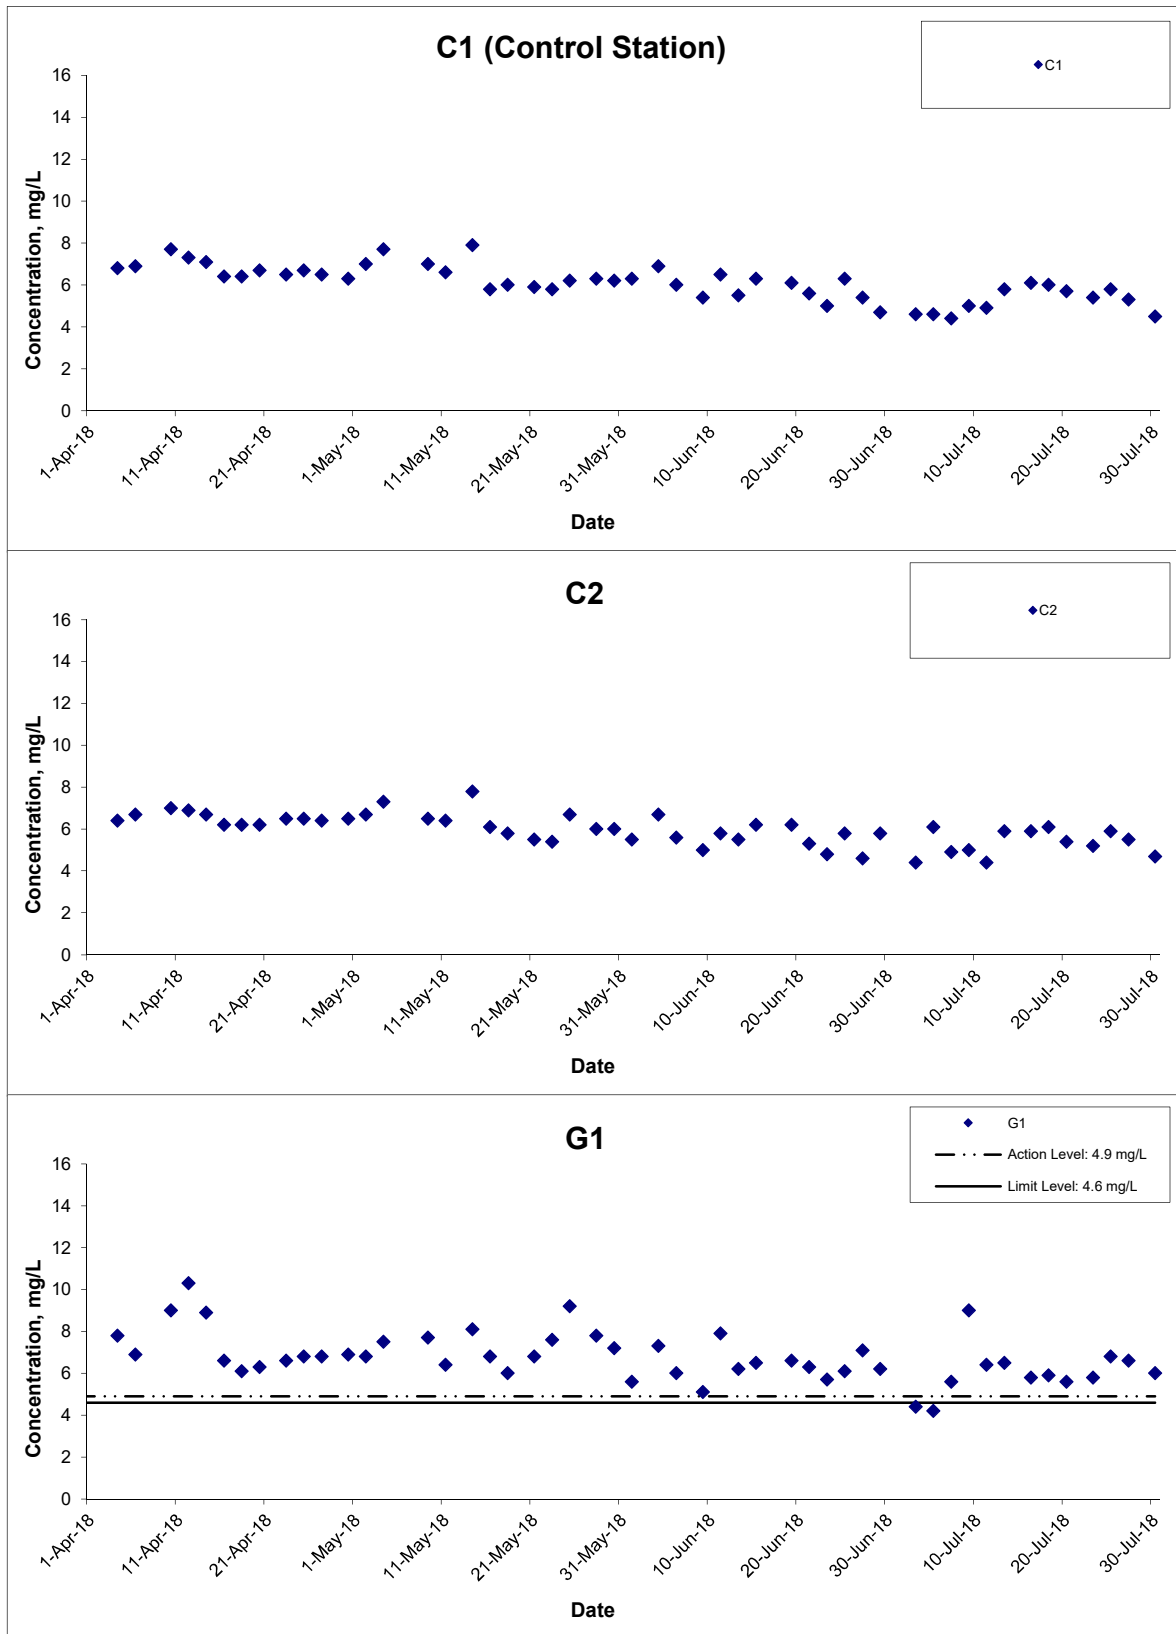 C1 (Control Station)
C1
Concentration, mg/L
16
14
12
10
8
6
4
2
0
1-Apr-18
11-Apr-18
21-Apr-18
1-May-18
11-May-18
21-May-18
31-May-18
10-Jun-18
20-Jun-18
30-Jun-18
10-Jul-18
20-Jul-18
30-Jul-18
Date
C2
C2
Concentration, mg/L
16
14
12
10
8
6
4
2
0
1-Apr-18
11-Apr-18
21-Apr-18
1-May-18
11-May-18
21-May-18
31-May-18
10-Jun-18
20-Jun-18
30-Jun-18
10-Jul-18
20-Jul-18
30-Jul-18
Date
G1
G1
Action Level: 4.9 mg/L
Limit Level: 4.6 mg/L
Concentration, mg/L
16
14
12
10
8
6
4
2
0
1-Apr-18
11-Apr-18
21-Apr-18
1-May-18
11-May-18
21-May-18
31-May-18
10-Jun-18
20-Jun-18
30-Jun-18
10-Jul-18
20-Jul-18
30-Jul-18
Date